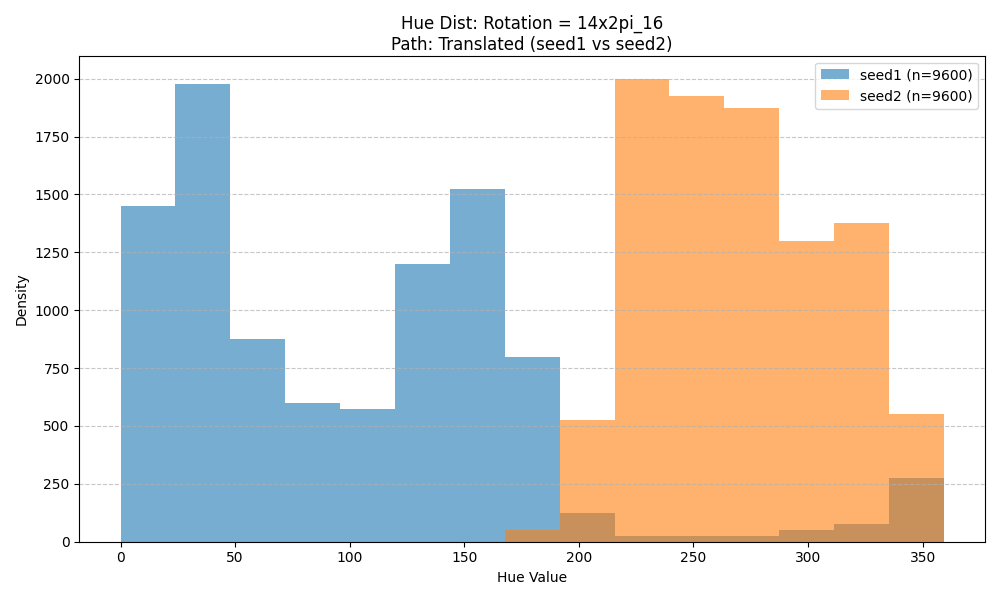 Hue Dist: Rotation = 14x2pi_16
Path: Translated (seed1 vs seed2)
seed1 (n=9600)
seed2 (n=9600)
Density
2000
1750
1500
1250
1000
750
500
250
0
0 50 100 150 200 250 300 350
Hue Value